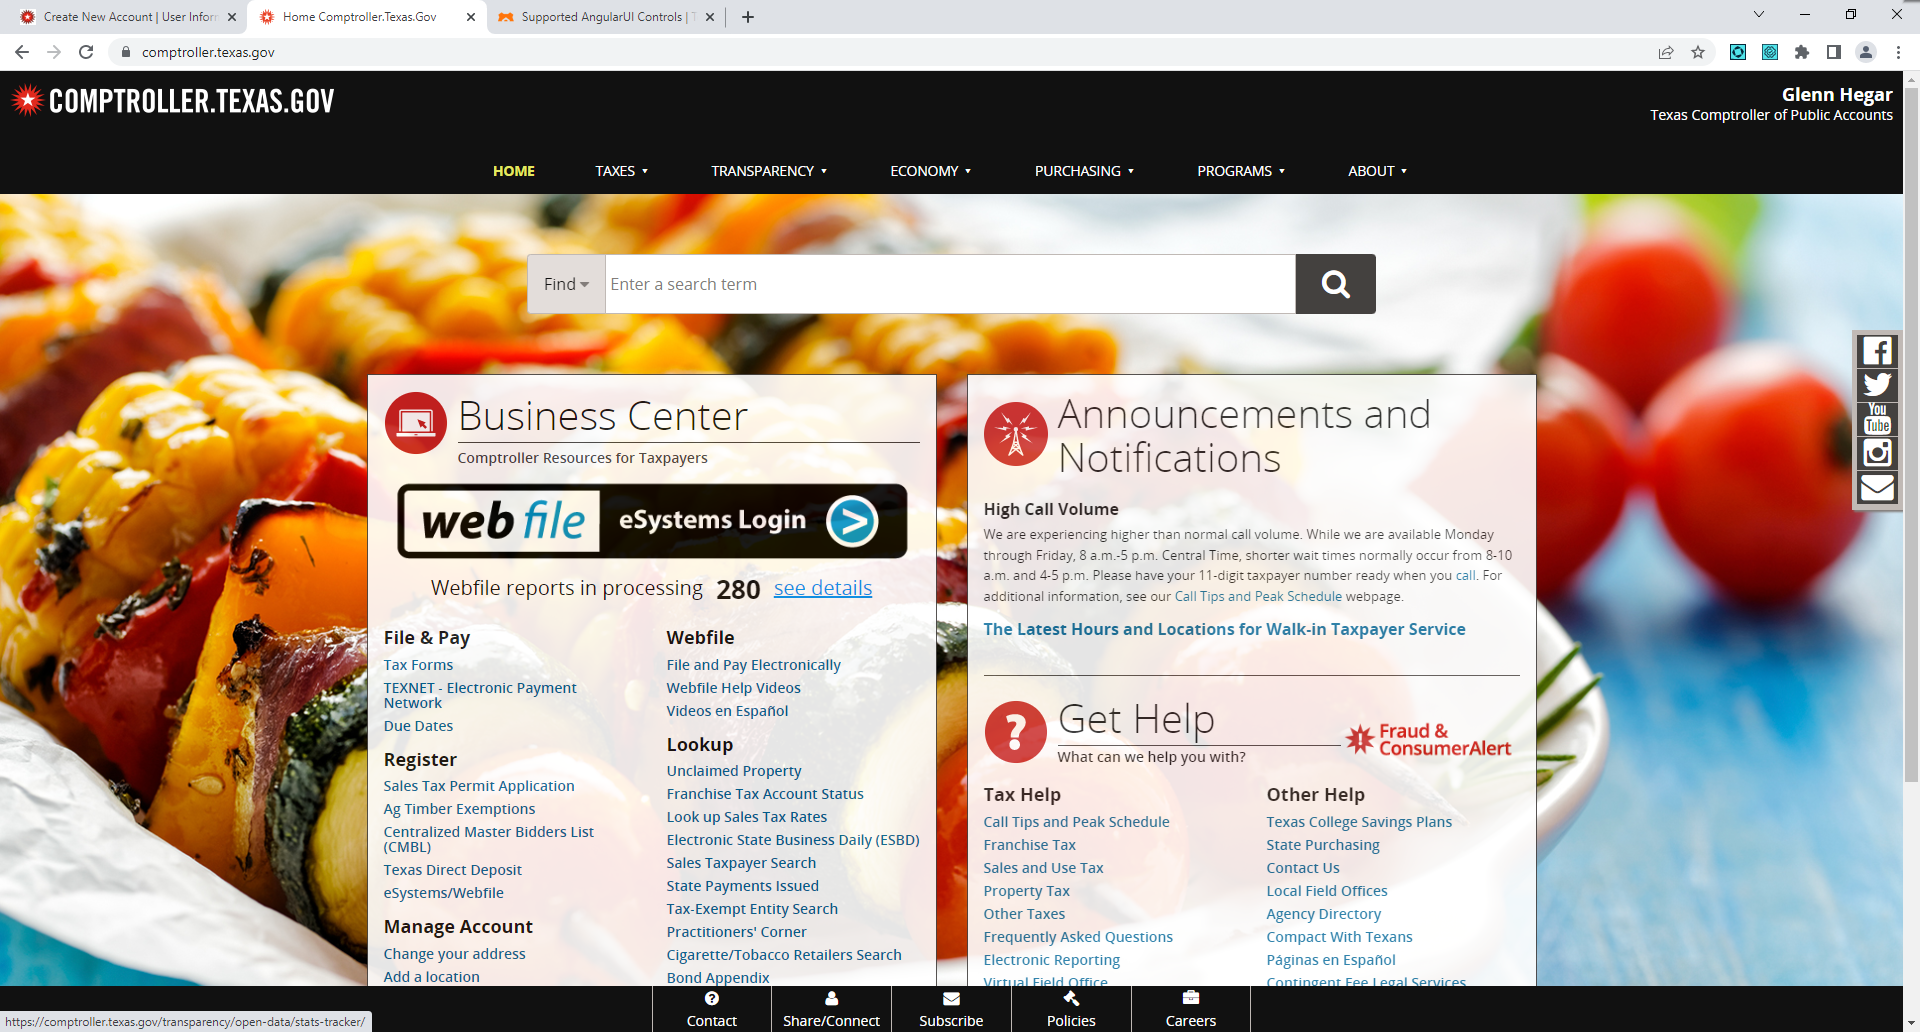 Create New Account | User Inforr
Home Comptroller.Texas.Gov
Supported AngularUI Controls |
comptroller.texas.gov
COMPTROLLER.TEXAS.GOV
Glenn Hegar
Texas Comptroller of Public Accounts
HOME
TAXES
TRANSPARENCY
ECONOMY
PURCHASING
PROGRAMS
ABOUT
Find
Enter a search term
Business Center
Comptroller Resources for Taxpayers
web file eSystems Login >
Webfile reports in processing 280 see details
File & Pay
Tax Forms
TEXNET - Electronic Payment
Network
Due Dates
Register
Sales Tax Permit Application
Ag Timber Exemptions
Centralized Master Bidders List
(CMBL)
Texas Direct Deposit
eSystems/Webfile
Manage Account
Change your address
Add a location
Webfile
File and Pay Electronically
Webfile Help Videos
Videos en Español
Lookup
Unclaimed Property
Franchise Tax Account Status
Look up Sales Tax Rates
Electronic State Business Daily (ESBD)
Sales Taxpayer Search
State Payments Issued
Tax-Exempt Entity Search
Practitioners' Corner
Cigarette/Tobacco Retailers Search
Bond Appendix
Announcements and
Notifications
High Call Volume
We are experiencing higher than normal call volume. While we are available Monday
through Friday, 8 a.m.-5 p.m. Central Time, shorter wait times normally occur from 8-10
a.m. and 4-5 p.m. Please have your 11-digit taxpayer number ready when you call. For
additional information, see our Call Tips and Peak Schedule webpage.
The Latest Hours and Locations for Walk-in Taxpayer Service
? Get Help
What can we help you with?
! Fraud &
ConsumerAlert
Tax Help
Call Tips and Peak Schedule
Franchise Tax
Sales and Use Tax
Property Tax
Other Taxes
Frequently Asked Questions
Electronic Reporting
Virtual Field Office
Other Help
Texas College Savings Plans
State Purchasing
Contact Us
Local Field Offices
Agency Directory
Compact With Texans
Páginas en Español
Contingent Fee Legal Services
You
Tube
Contact
Share/Connect
Subscribe
Policies
Careers
https://comptroller.texas.gov/transparency/open-data/stats-tracker/